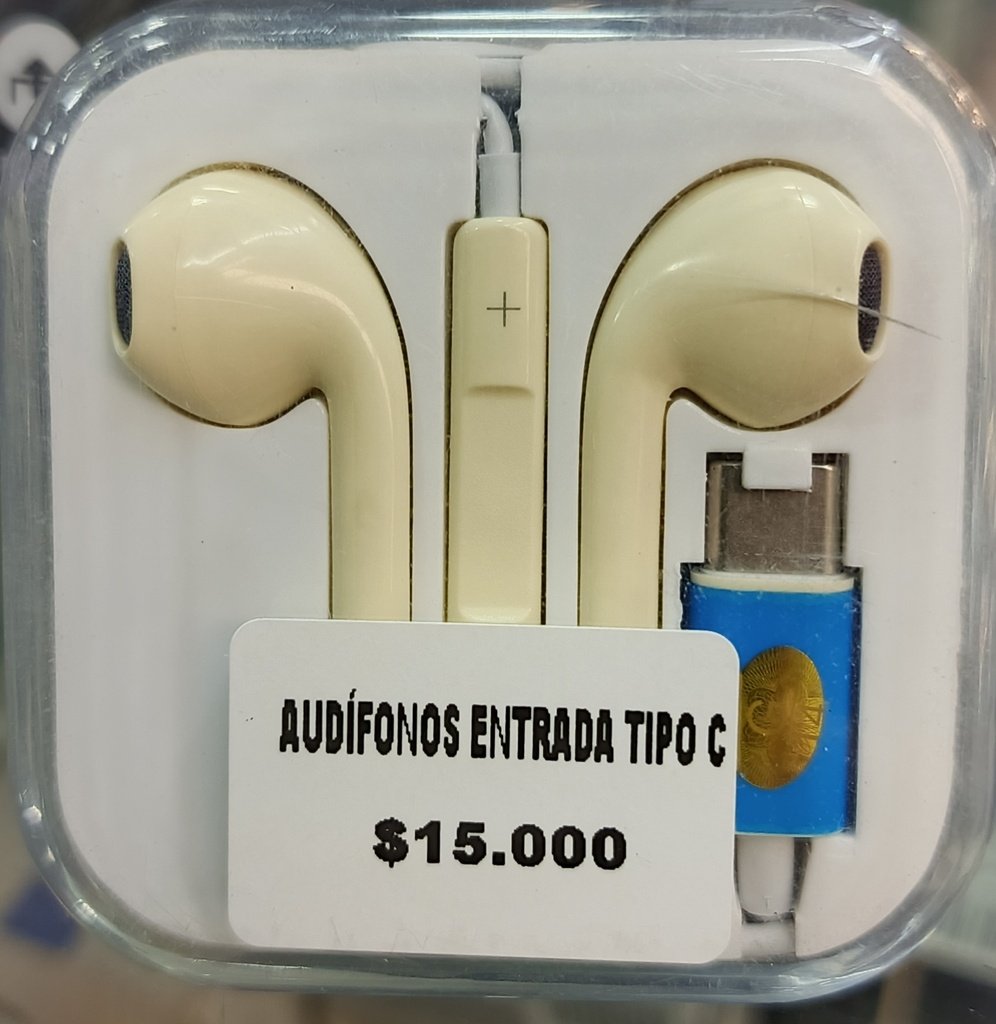 +
AUDÍFONOS ENTRADA TIPO C
$15.000